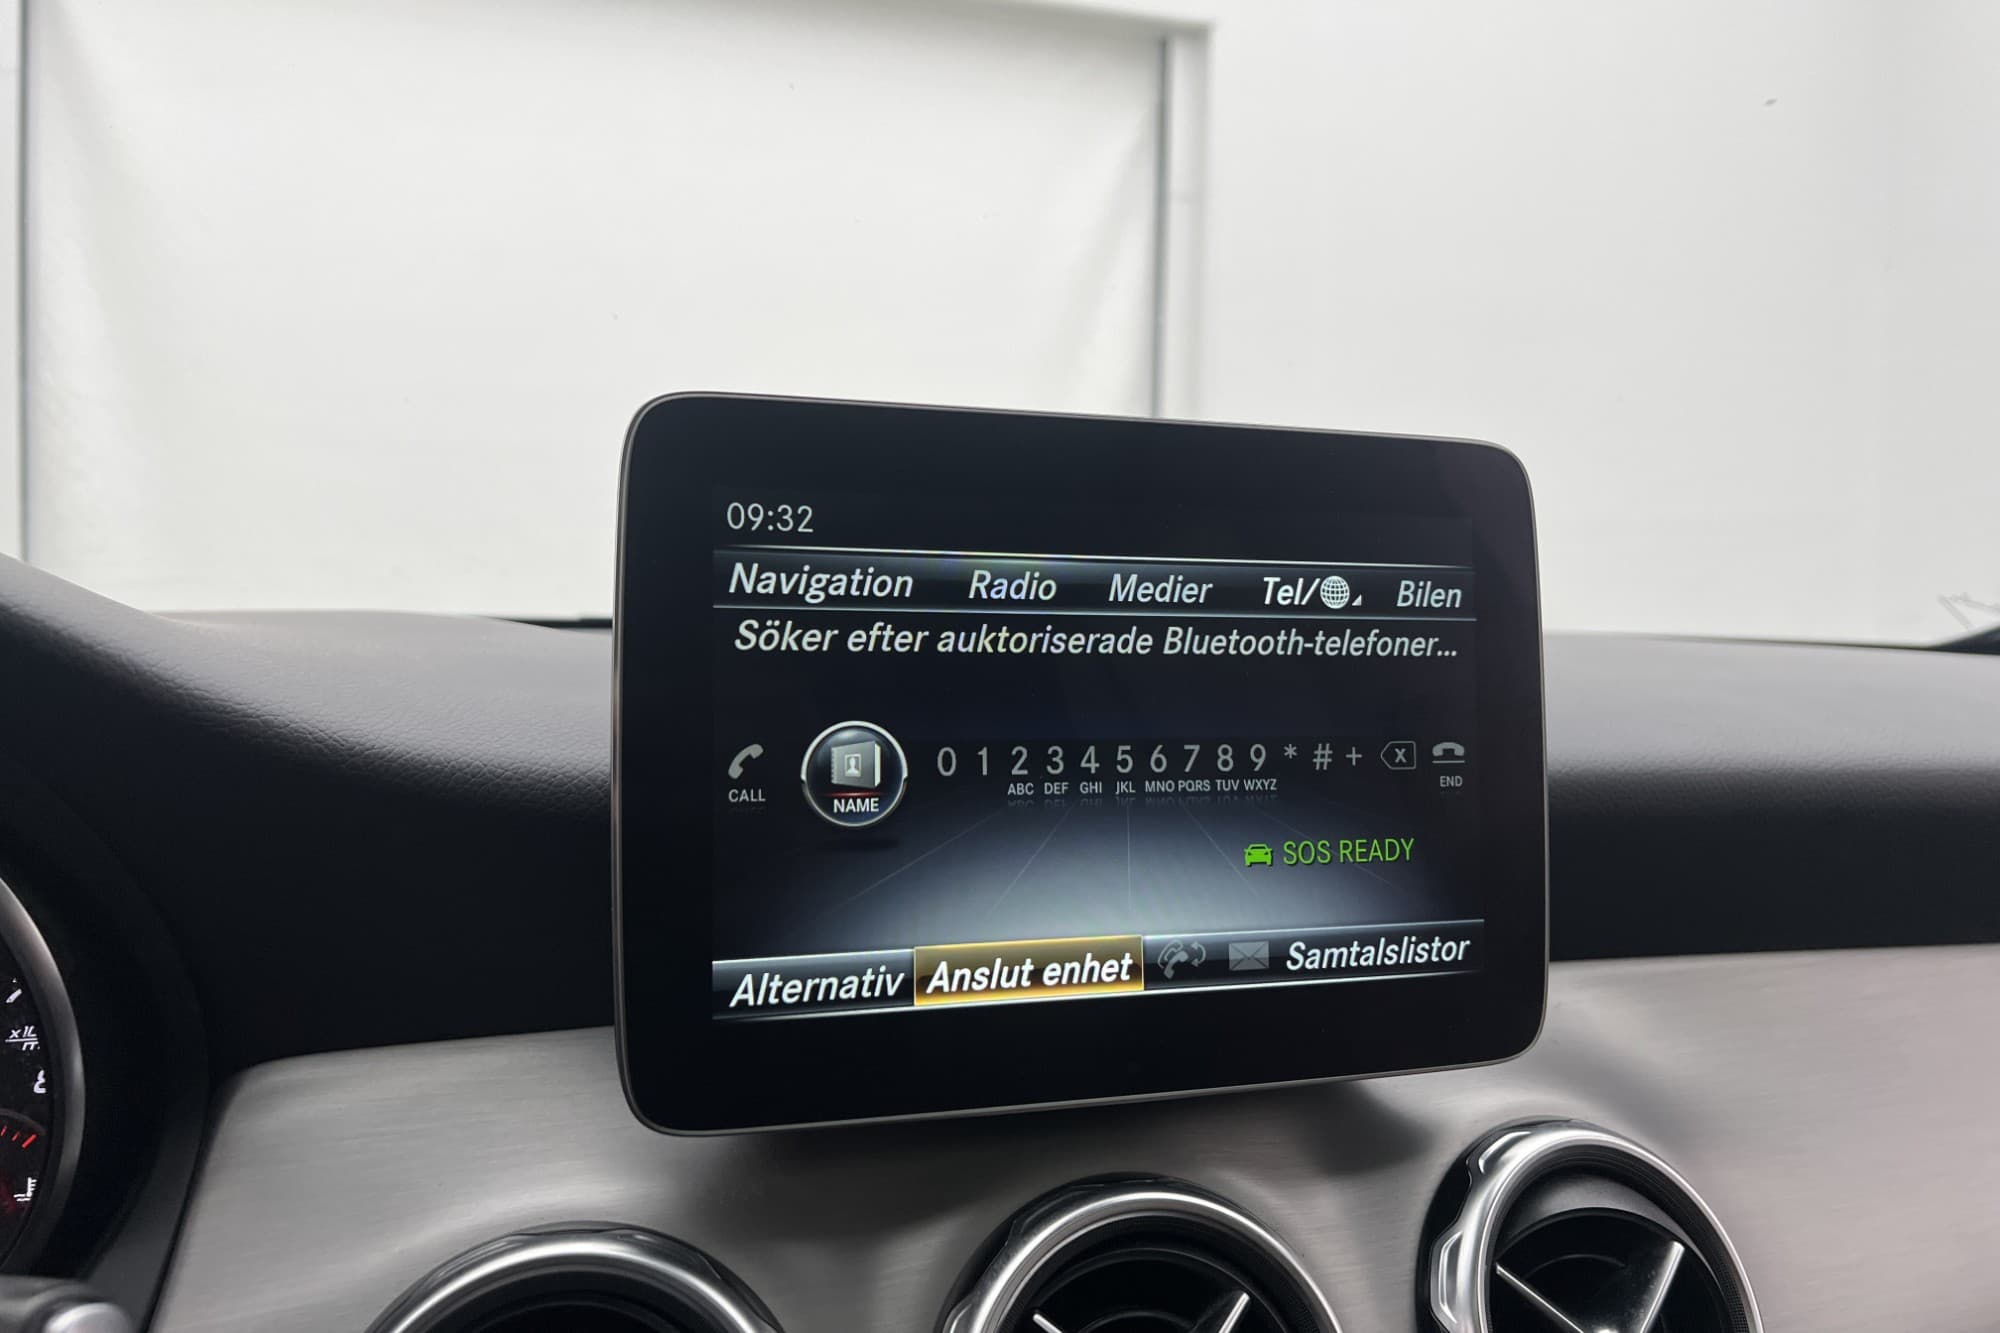 09:32
Navigation Radio Medier Tel/ Bilen
Söker efter auktoriserade Bluetooth-telefoner...
0 1 2 3 4 5 6 7 8 9 * # + X
CALL NAME ABC DEF GHI JKL MNO PQRS TUV WXYZ END
SOS READY
Alternativ Anslut enhet Samtalslistor
8